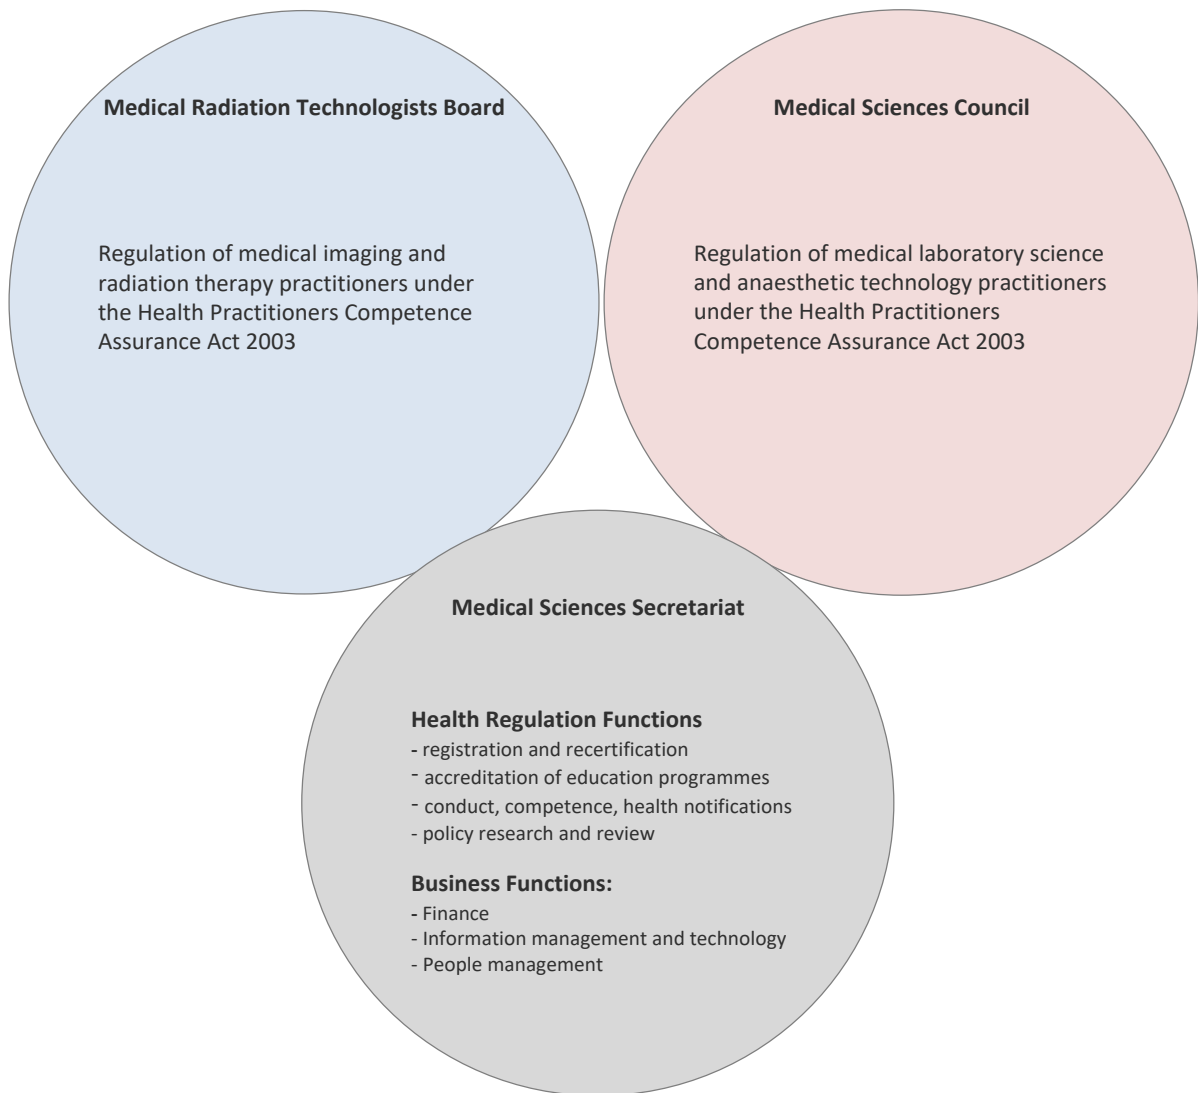 Medical Radiation Technologists Board
Regulation of medical imaging and
radiation therapy practitioners under
the Health Practitioners Competence
Assurance Act 2003
Medical Sciences Council
Regulation of medical laboratory science
and anaesthetic technology practitioners
under the Health Practitioners
Competence Assurance Act 2003
Medical Sciences Secretariat
Health Regulation Functions
- registration and recertification
- accreditation of education programmes
- conduct, competence, health notifications
- policy research and review
Business Functions:
- Finance
- Information management and technology
- People management